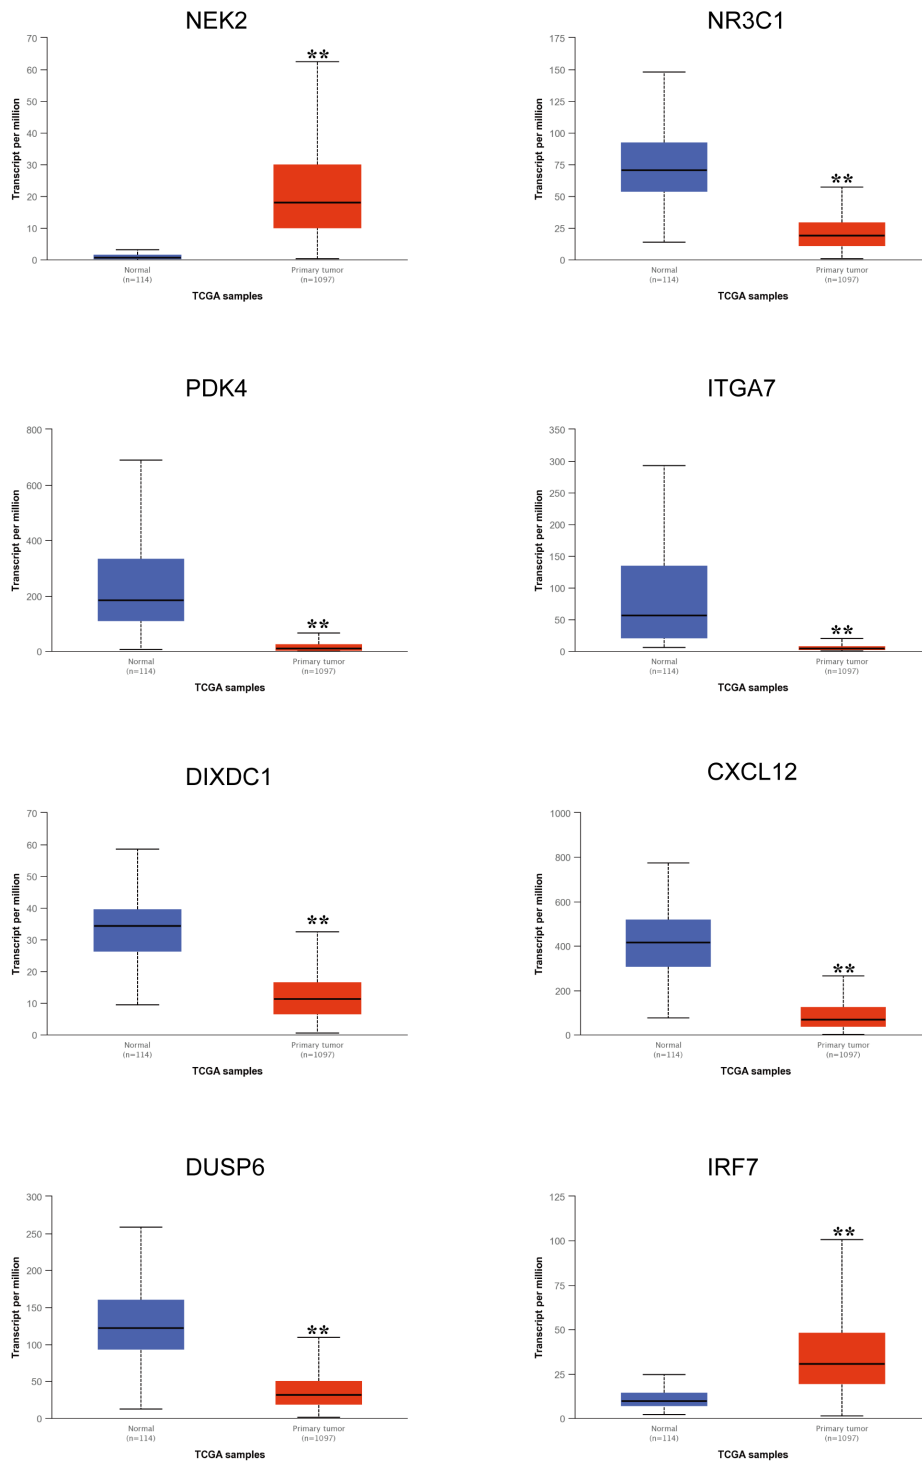 NEK2
70
60
50
40
30
20
10
0
Transcript per million
**
Normal
(n=114)
Primary tumor
(n=1097)
TCGA samples
NR3C1
175
150
125
100
75
50
25
0
Transcript per million
**
Normal
(n=114)
Primary tumor
(n=1097)
TCGA samples
PDK4
800
600
400
200
0
Transcript per million
**
Normal
(n=114)
Primary tumor
(n=1097)
TCGA samples
ITGA7
350
300
250
200
150
100
50
0
Transcript per million
**
Normal
(n=114)
Primary tumor
(n=1097)
TCGA samples
DIXDC1
70
60
50
40
30
20
10
0
Transcript per million
**
Normal
(n=114)
Primary tumor
(n=1097)
TCGA samples
CXCL12
1000
800
600
400
200
0
Transcript per million
**
Normal
(n=114)
Primary tumor
(n=1097)
TCGA samples
DUSP6
300
250
200
150
100
50
0
Transcript per million
**
Normal
(n=114)
Primary tumor
(n=1097)
TCGA samples
IRF7
125
100
75
50
25
0
Transcript per million
**
Normal
(n=114)
Primary tumor
(n=1097)
TCGA samples